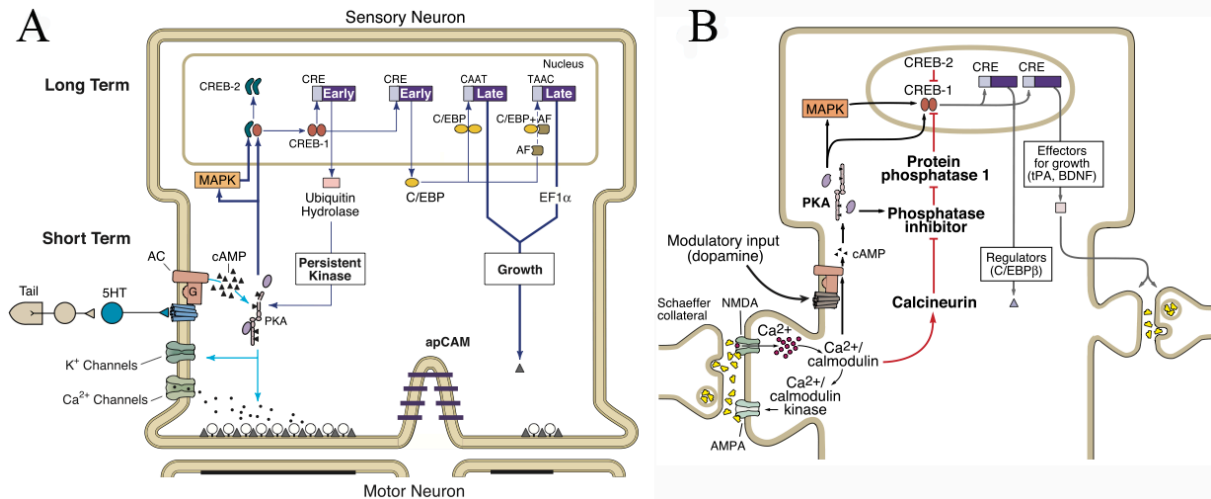 A
Sensory Neuron
Nucleus
Long Term
CREB-2
CRE
Early
CRE
Early
CAAT
Late
TAAC
Late
C/EBP
C/EBP+AF
AF
CREB-1
MAPK
Ubiquitin
Hydrolase
C/EBP
EF1α
Short Term
AC
cAMP
G
Persistent
Kinase
Growth
Tail
5HT
PKA
K+ Channels
Ca2+ Channels
apCAM
Motor Neuron
B
CREB-2
CRE
CRE
CREB-1
MAPK
Effectors
for growth
(tPA, BDNF)
Protein
phosphatase 1
PKA
Phosphatase
inhibitor
Modulatory input
(dopamine)
cAMP
Regulators
(C/EBPβ)
Calcineurin
Schaeffer
collateral
NMDA
Ca2+
Ca2+/
calmodulin
Ca2+/
calmodulin
kinase
AMPA